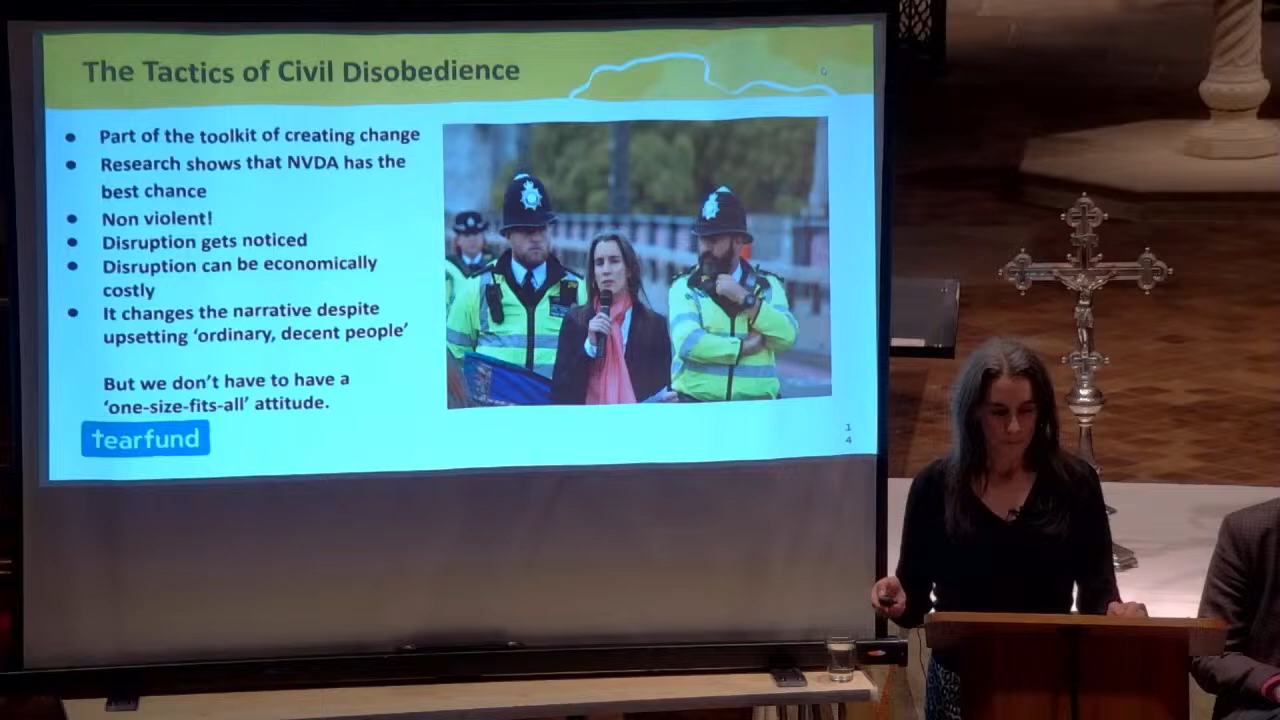 The Tactics of Civil Disobedience
● Part of the toolkit of creating change
● Research shows that NVDA has the
best chance
● Non violent!
● Disruption gets noticed
● Disruption can be economically
costly
● It changes the narrative despite
upsetting ‘ordinary, decent people’
But we don’t have to have a
‘one-size-fits-all’ attitude.
tearfund
1
4